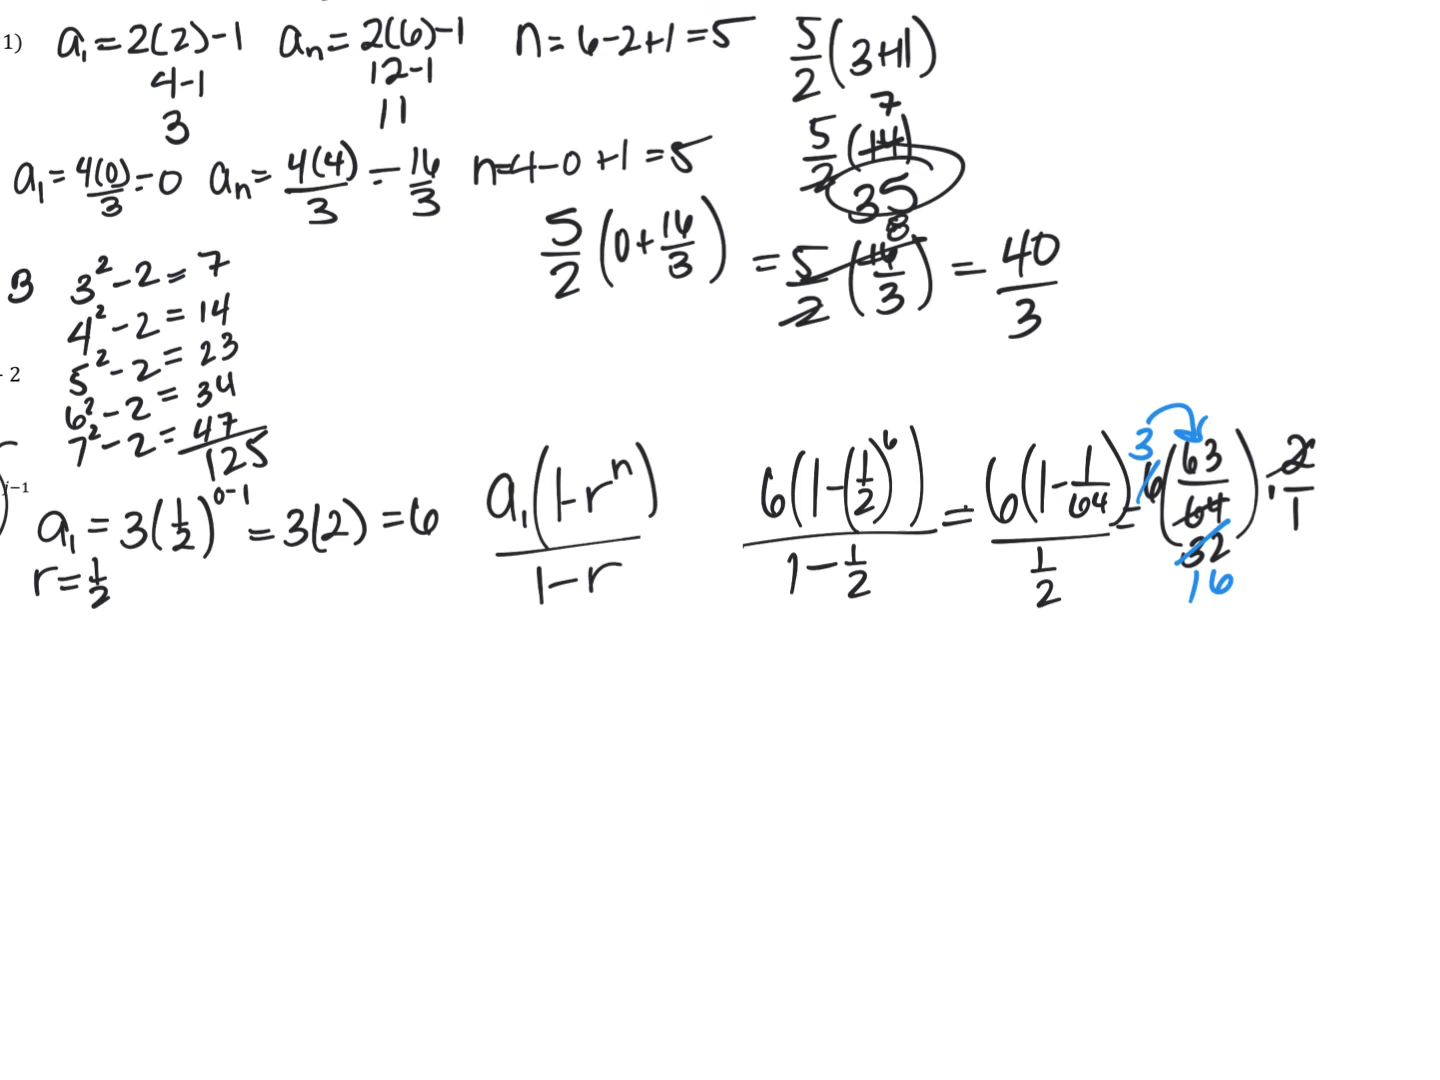 1) a₁ = 2(2)-1 aₙ = 2(6)-1 n = 6-2+1 = 5 5/2 (3+11)
4-1 12-1
3 11 5/2 (14) 7
35
a₁ = 4(0)/3 = 0 aₙ = 4(4)/3 = 16/3 n=4-0+1 = 5
5/2 (0 + 16/3) = 5/2 (16/3) 8 = 40/3
B 3² - 2 = 7
4² - 2 = 14
- 2 5² - 2 = 23
6² - 2 = 34
7² - 2 = 47
125
i-1 a₁ = 3(1/2)^0-1 = 3(2) = 6 a₁(1-rⁿ)/1-r 6(1-(1/2)⁶)/1-1/2 = 6(1-1/64)/1/2 = 6(63/64) · 2/1
3
32
16
r = 1/2